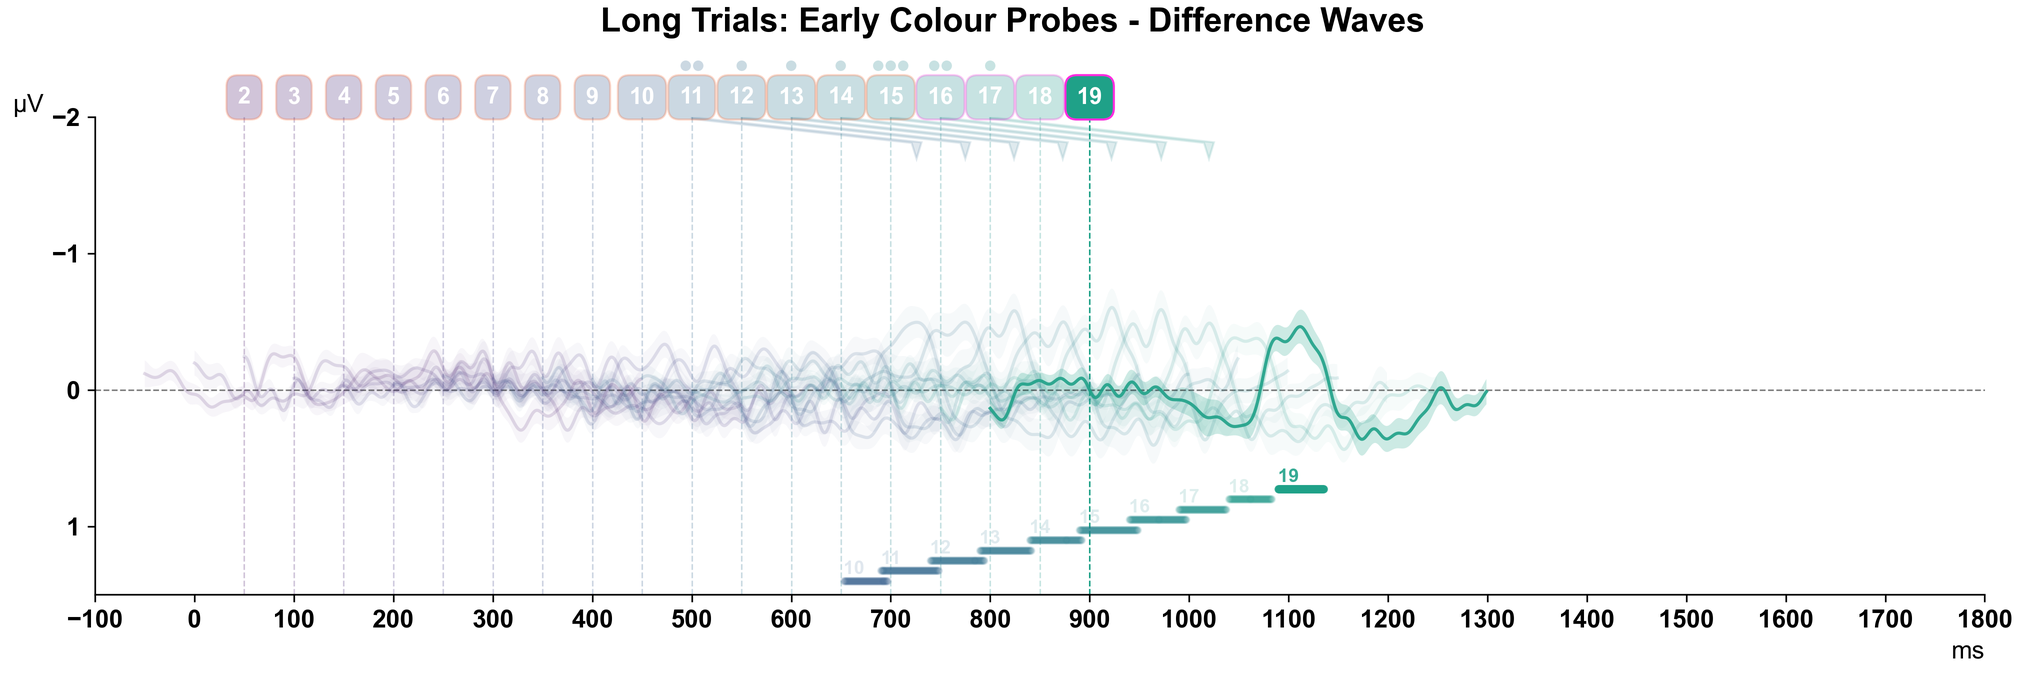 Long Trials: Early Colour Probes - Difference Waves
2 3 4 5 6 7 8 9 10 11 12 13 14 15 16 17 18 19
µV
−2
−1
0
1
19
18
17
16
15
14
13
12
11
10
−100 0 100 200 300 400 500 600 700 800 900 1000 1100 1200 1300 1400 1500 1600 1700 1800
ms